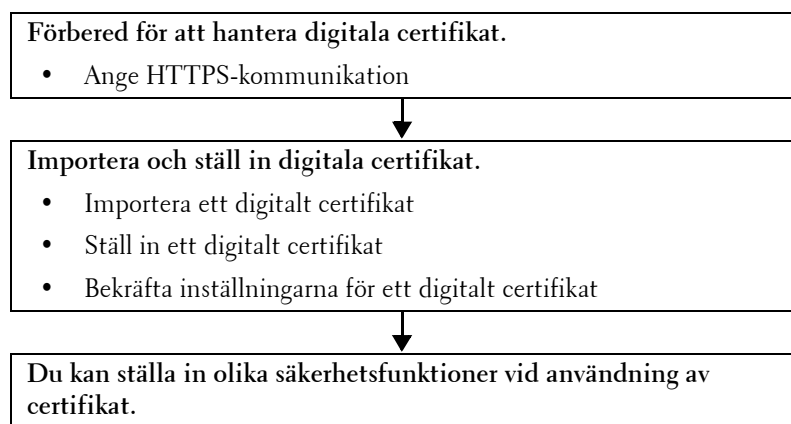 Förbered för att hantera digitala certifikat.
• Ange HTTPS-kommunikation
Importera och ställ in digitala certifikat.
• Importera ett digitalt certifikat
• Ställ in ett digitalt certifikat
• Bekräfta inställningarna för ett digitalt certifikat
Du kan ställa in olika säkerhetsfunktioner vid användning av
certifikat.